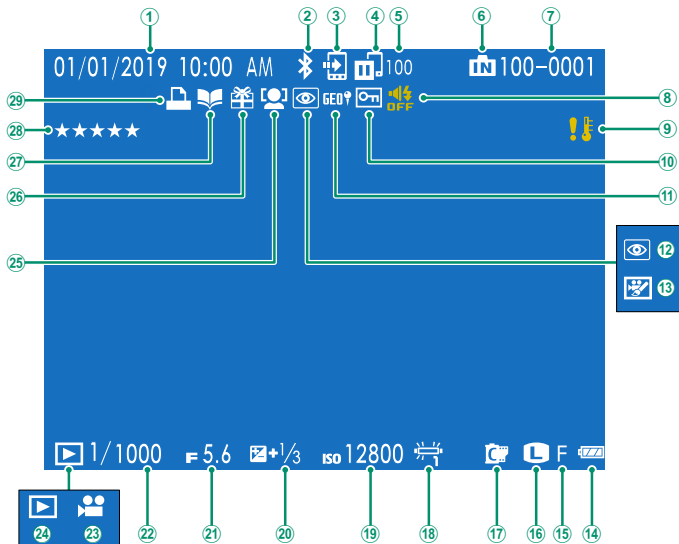 1 2 3 4 5 6 7
01/01/2019 10:00 AM 100 IN 100-0001
29 GEO OFF 8
28 ★★★★★ 9
27 10
26 11
25
12
13
1/1000 F 5.6 +1/3 ISO 12800 1 C L F
24 23 22 21 20 19 18 17 16 15 14